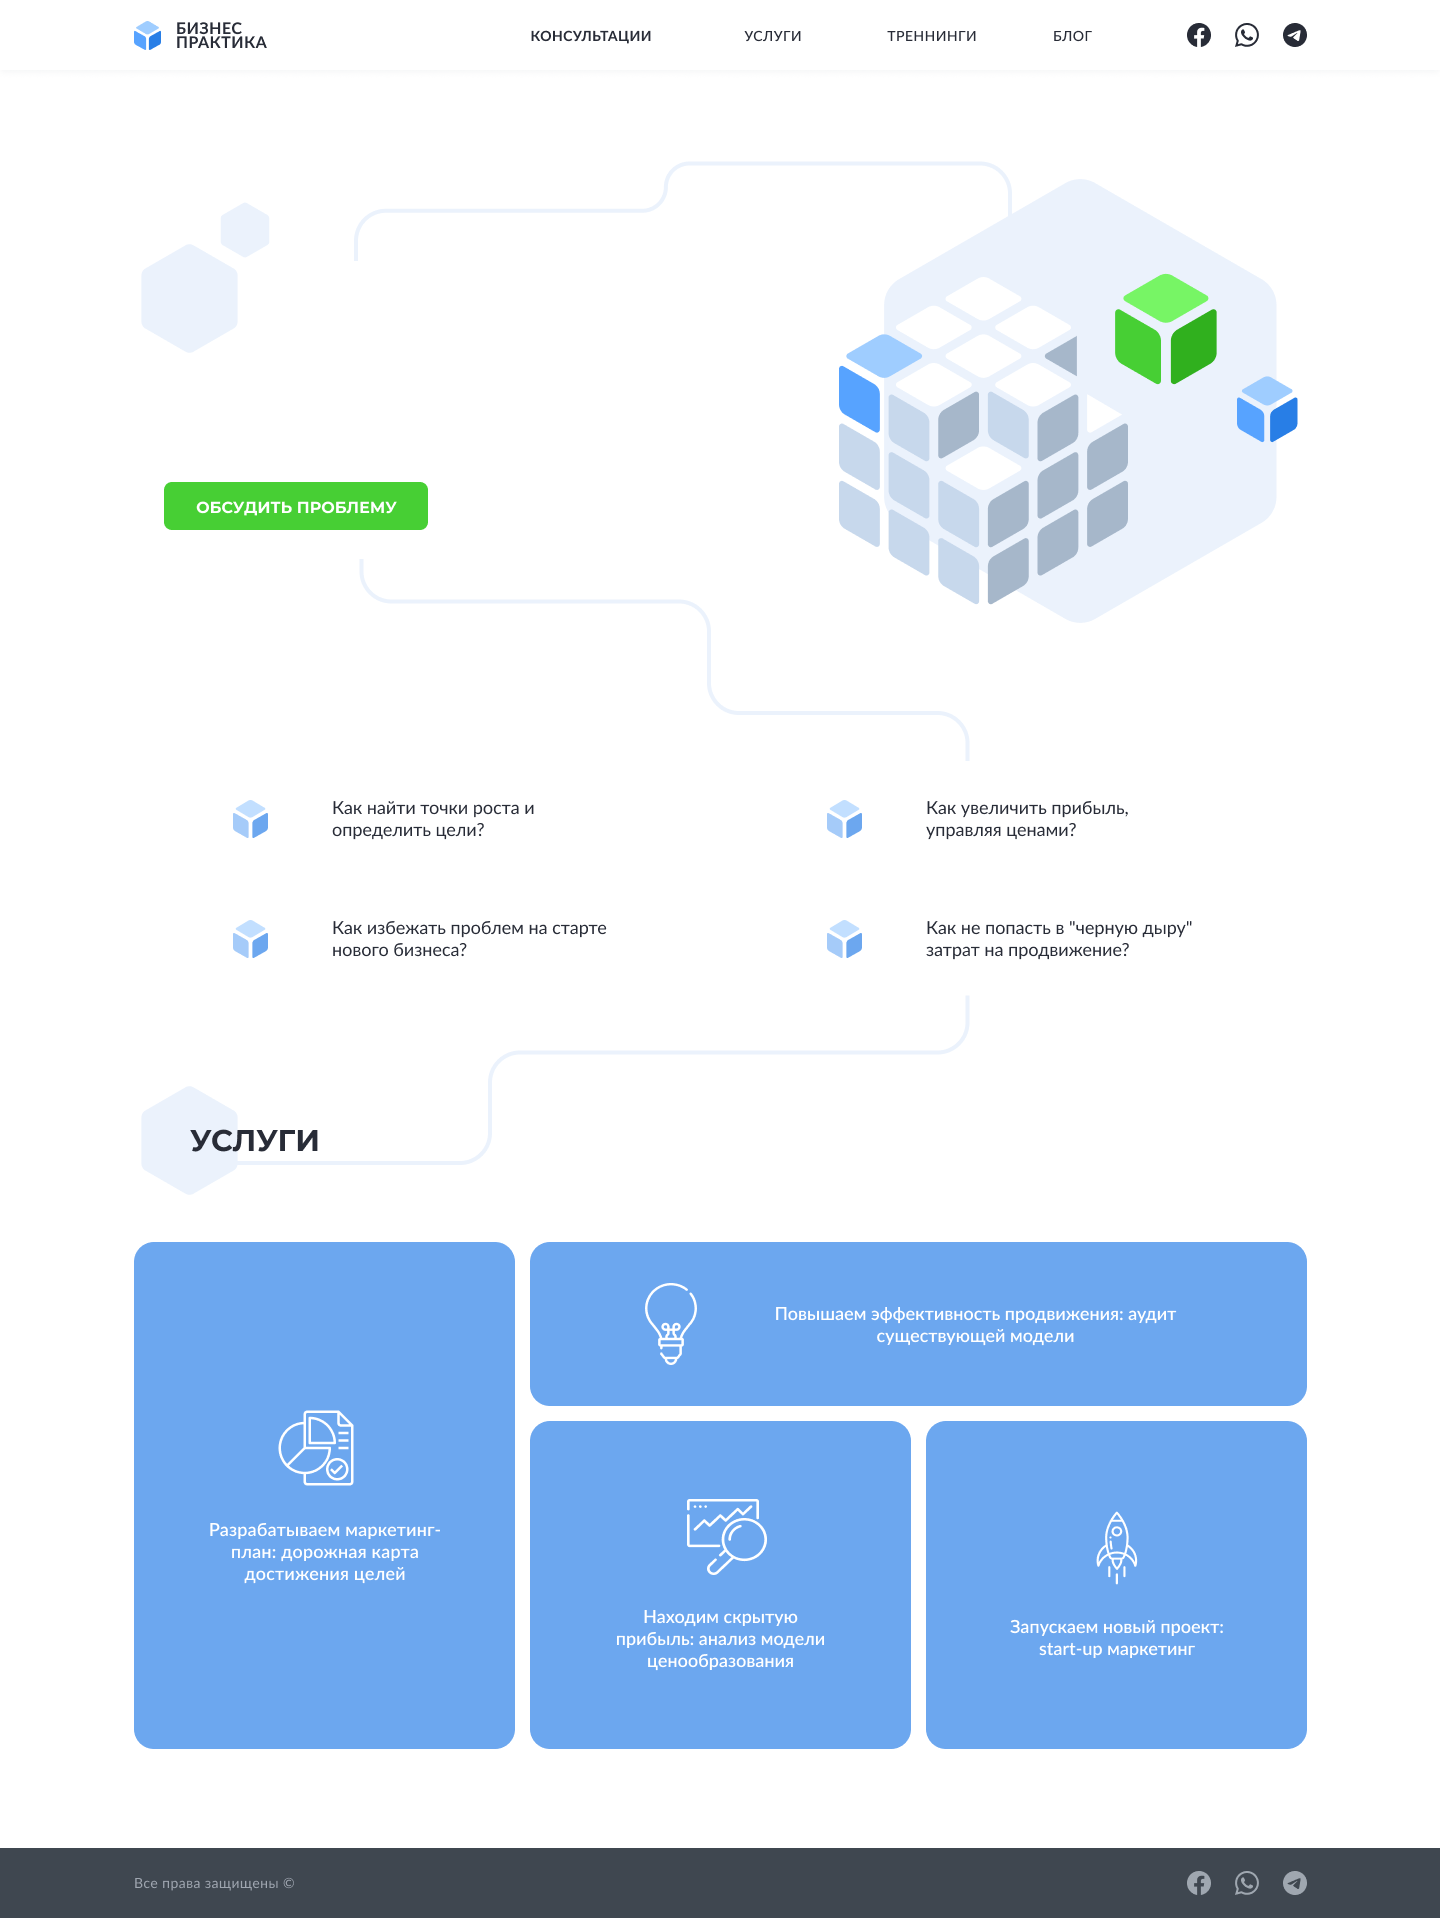 БИЗНЕС
ПРАКТИКА
КОНСУЛЬТАЦИИ
УСЛУГИ
ТРЕННИНГИ
БЛОГ
ОБСУДИТЬ ПРОБЛЕМУ
Как найти точки роста и
определить цели?
Как увеличить прибыль,
управляя ценами?
Как избежать проблем на старте
нового бизнеса?
Как не попасть в "черную дыру"
затрат на продвижение?
УСЛУГИ
Разрабатываем маркетинг-
план: дорожная карта
достижения целей
Повышаем эффективность продвижения: аудит
существующей модели
Находим скрытую
прибыль: анализ модели
ценообразования
Запускаем новый проект:
start-up маркетинг
Все права защищены ©